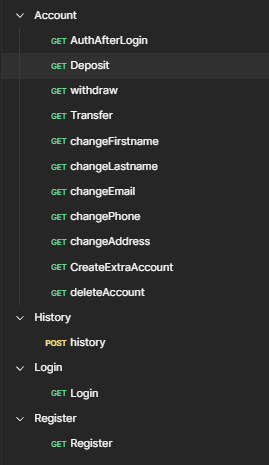 Account
GET AuthAfterLogin
GET Deposit
GET withdraw
GET Transfer
GET changeFirstname
GET changeLastname
GET changeEmail
GET changePhone
GET changeAddress
GET CreateExtraAccount
GET deleteAccount
History
POST history
Login
GET Login
Register
GET Register